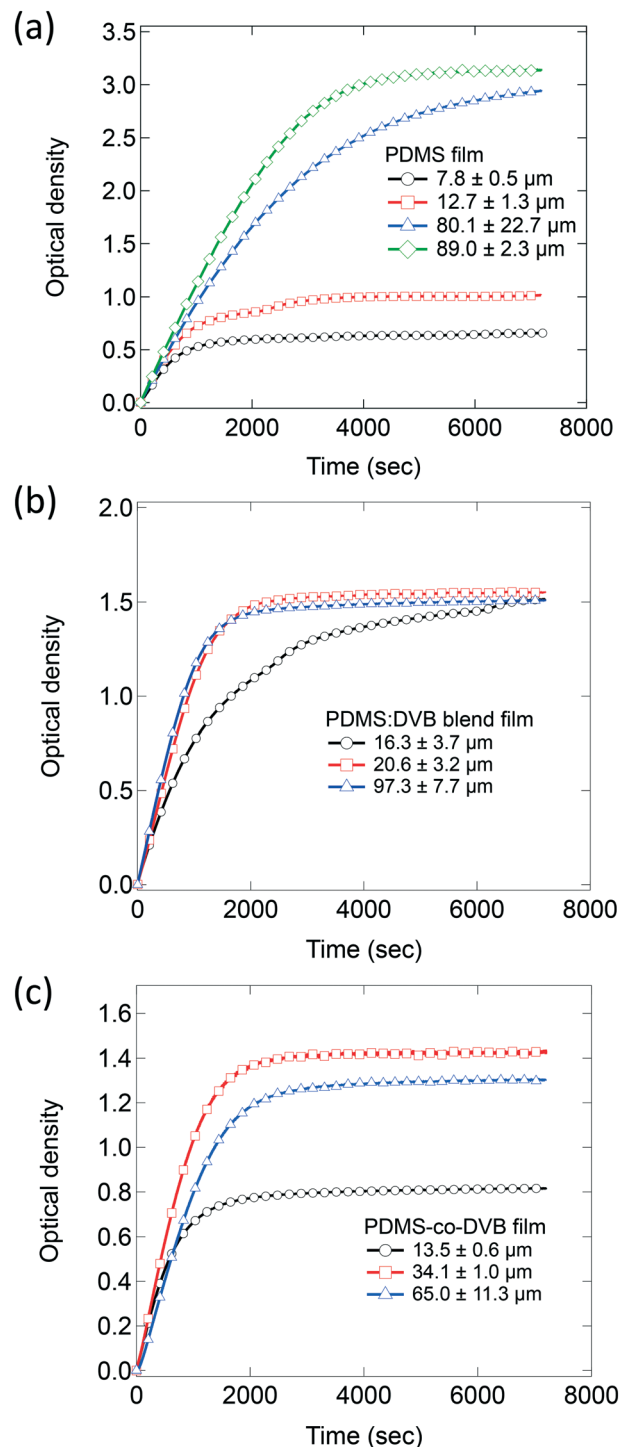 (a)
3.5
3.0
2.5
2.0
1.5
1.0
0.5
0.0
Optical density
PDMS film
7.8 ± 0.5 µm
12.7 ± 1.3 µm
80.1 ± 22.7 µm
89.0 ± 2.3 µm
0 2000 4000 6000 8000
Time (sec)
(b)
2.0
1.5
1.0
0.5
0.0
Optical density
PDMS:DVB blend film
16.3 ± 3.7 µm
20.6 ± 3.2 µm
97.3 ± 7.7 µm
0 2000 4000 6000 8000
Time (sec)
(c)
1.6
1.4
1.2
1.0
0.8
0.6
0.4
0.2
0.0
Optical density
PDMS-co-DVB film
13.5 ± 0.6 µm
34.1 ± 1.0 µm
65.0 ± 11.3 µm
0 2000 4000 6000 8000
Time (sec)